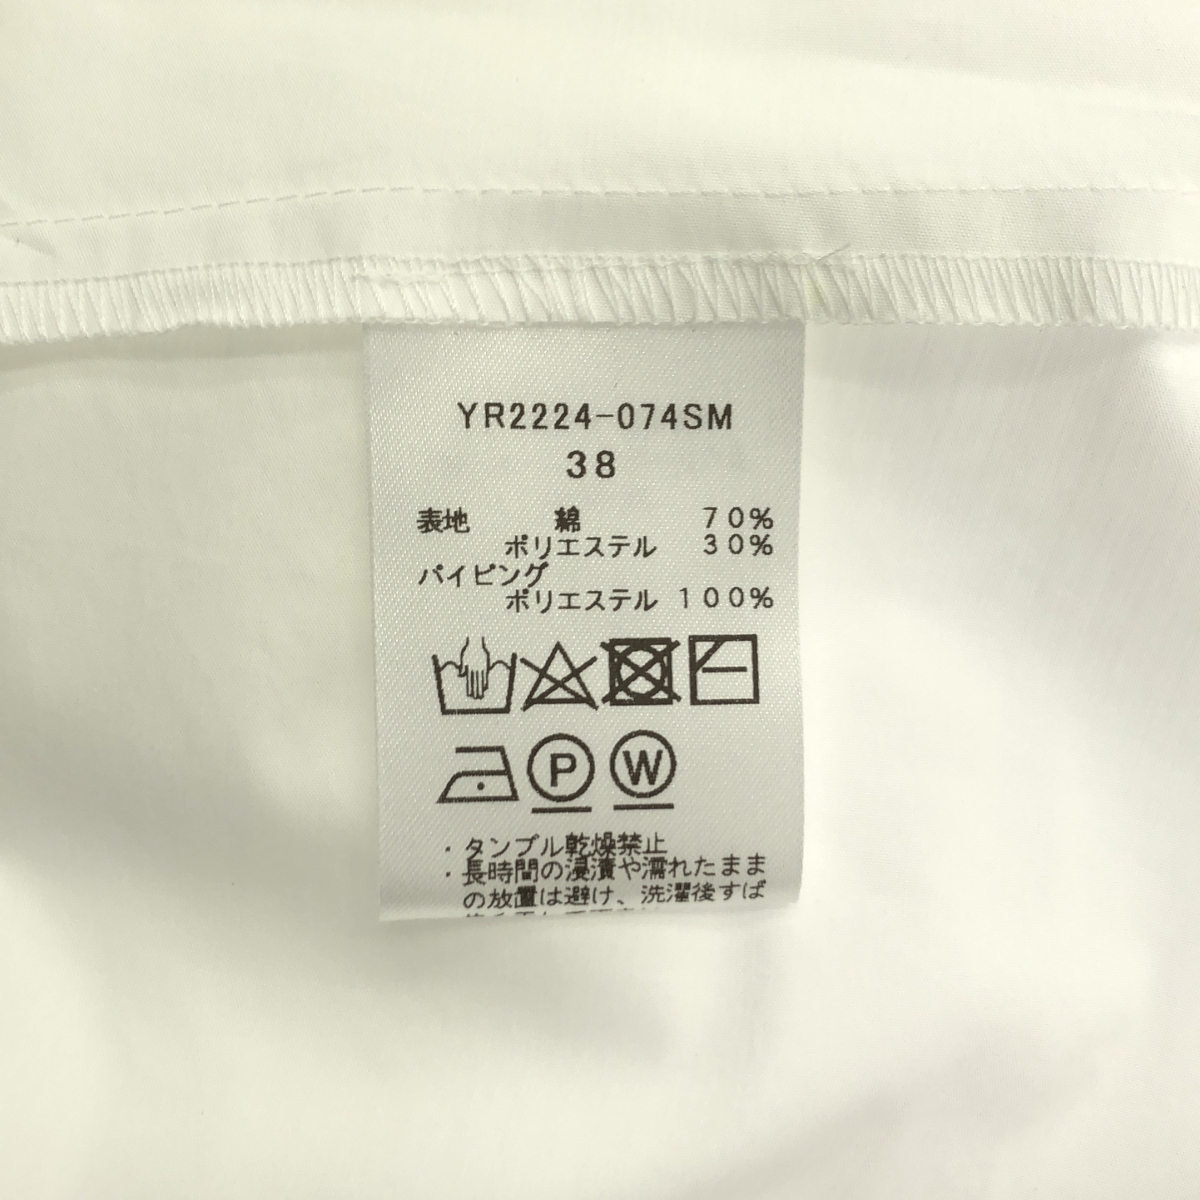 YR2224-074SM
38
表地 綿 70%
ポリエステル 30%
パイピング
ポリエステル 100%
P W
・タンブル乾燥禁止
・長時間の浸漬や濡れたまま
の放置は避け、洗濯後すば